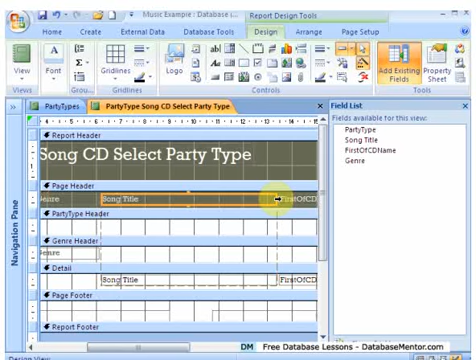 Music Example : Database (
Report Design Tools
Home
Create
External Data
Database Tools
Design
Arrange
Page Setup
View
Font
Gridlines
Logo
Add Existing Fields
Property Sheet
Views
Grou...
Controls
Tools
PartyTypes
PartyType Song CD Select Party Type
Field List
Fields available for this view:
PartyType
SongTitle
FirstOfCDName
Genre
Report Header
Song CD Select Party Type
Page Header
Song Title
FirstOfCD
PartyType Header
Genre Header
Detail
Song Title
FirstOfCD
Page Footer
Report Footer
Navigation Pane
DM Free Database Lessons - DatabaseMentor.com
Design View